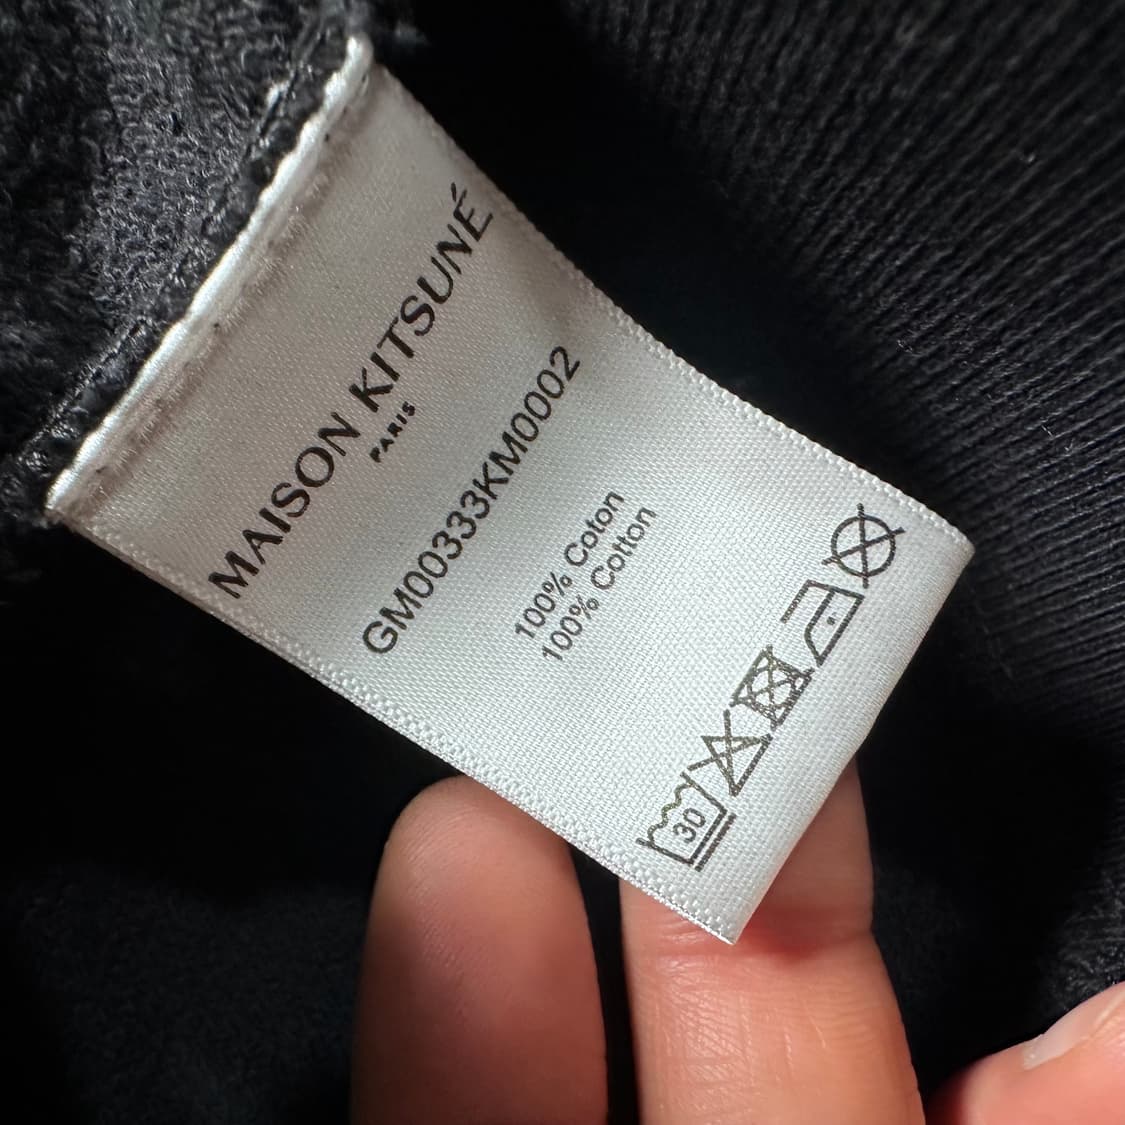 MAISON KITSUNÉ
PARIS
GM00333KM0002
100% Coton
100% Cotton
30